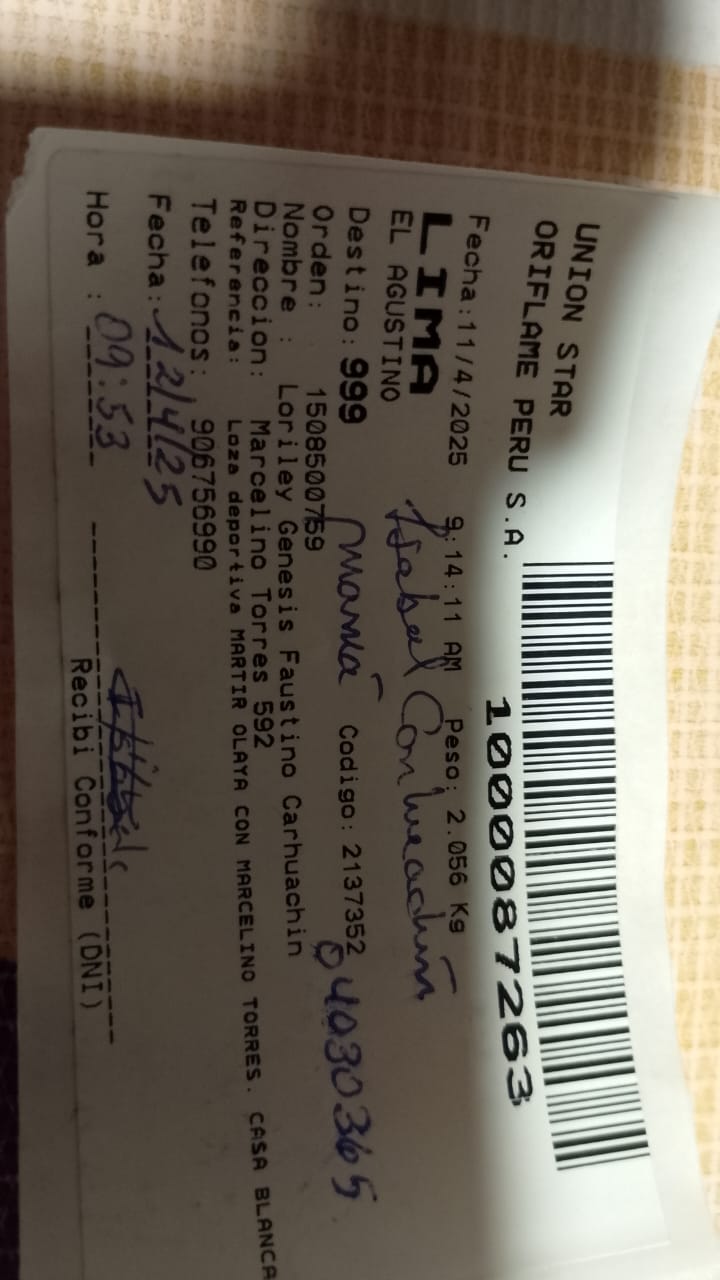 UNION STAR
ORIFLAME PERU S.A.
1000087263
Fecha:11/4/2025 9:14:11 AM Peso: 2.056 Kg
LIMA
EL AGUSTINO
Isabel Carhuachin
Destino: 999 mamá Codigo: 2137352
04030365
Orden: 1508500759
Nombre : Loriley Genesis Faustino Carhuachin
Direccion: Marcelino Torres 592
Referencia: Loza deportiva MARTIR OLAYA CON MARCELINO TORRES. CASA BLANCA
Telefonos: 906756990
Fecha: 12/4/25
Hora : 09:53
Recibi Conforme (DNI)